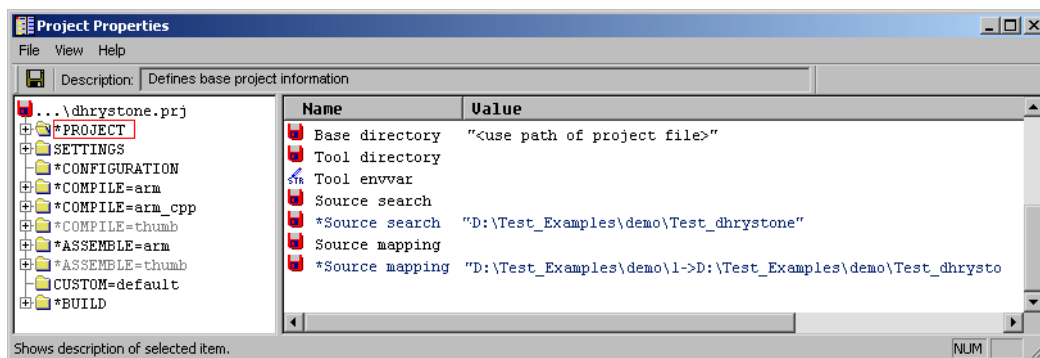 Project Properties
File View Help
Description: Defines base project information
...\dhrystone.prj
*PROJECT
SETTINGS
*CONFIGURATION
*COMPILE=arm
*COMPILE=arm_cpp
*COMPILE=thumb
*ASSEMBLE=arm
*ASSEMBLE=thumb
CUSTOM=default
*BUILD
Name Value
Base directory "<use path of project file>"
Tool directory
STR Tool envvar
Source search
*Source search "D:\Test_Examples\demo\Test_dhrystone"
Source mapping
*Source mapping "D:\Test_Examples\demo\1->D:\Test_Examples\demo\Test_dhrysto
Shows description of selected item.
NUM